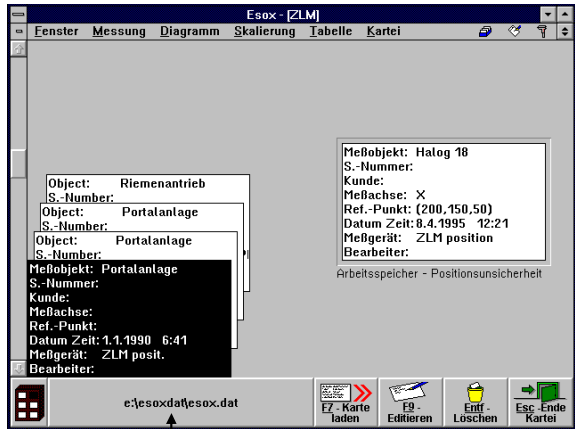 Esox - [ZLM]
Fenster Messung Diagramm Skalierung Tabelle Kartei
Meßobjekt: Halog 18
S.-Nummer:
Kunde:
Meßachse: X
Ref.-Punkt: (200,150,50)
Datum Zeit: 8.4.1995 12:21
Meßgerät: ZLM position
Bearbeiter:
Arbeitsspeicher - Positionsunsicherheit
Object: Riemenantrieb
S.-Number:
Object: Portalanlage
S.-Number:
Object: Portalanlage
S.-Number:
Meßobjekt: Portalanlage
S.-Nummer:
Kunde:
Meßachse:
Ref.-Punkt:
Datum Zeit: 1.1.1990 6:41
Meßgerät: ZLM posit.
Bearbeiter:
e:\esoxdat\esox.dat
F7 - Karte
laden
F9 -
Editieren
Entf -
Löschen
Esc - Ende
Kartei